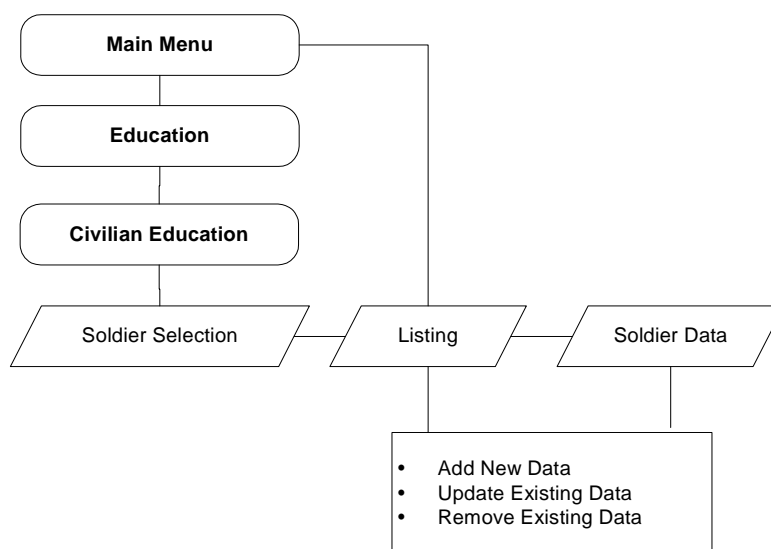 Main Menu
Education
Civilian Education
Soldier Selection
Listing
Soldier Data
• Add New Data
• Update Existing Data
• Remove Existing Data